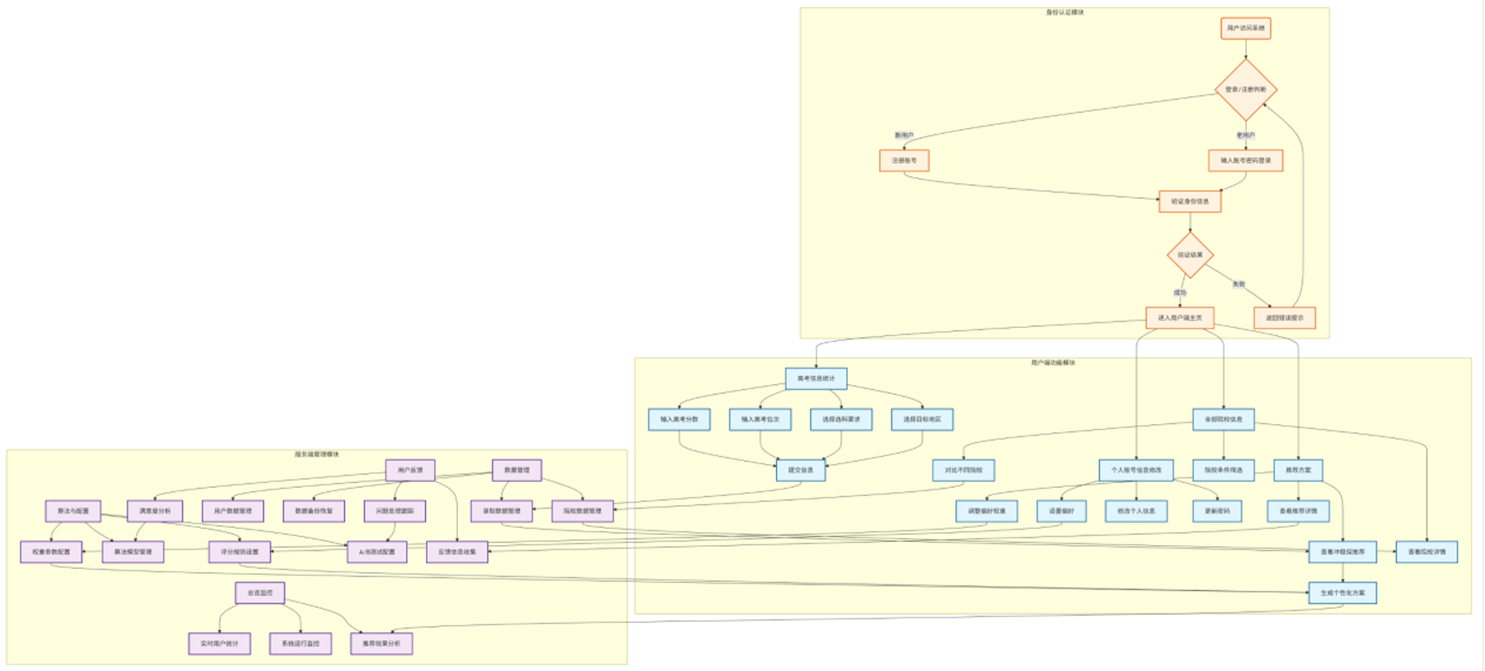 身份认证模块
用户访问系统
登录/注册判断
新用户
老用户
注册账号
输入账号密码登录
验证身份信息
验证结果
成功
失败
进入用户端主页
返回错误提示
用户端功能模块
高考信息统计
输入高考分数
输入高考位次
选择选科要求
选择目标地区
全部院校信息
提交信息
对比不同院校
个人账号信息修改
院校条件筛选
推荐方案
调整偏好权重
设置偏好
修改个人信息
更新密码
查看推荐详情
查看冲稳保推荐
查看院校详情
生成个性化方案
服务端管理模块
用户反馈
数据管理
算法与配置
满意度分析
用户数据管理
数据备份恢复
问题处理跟踪
录取数据管理
院校数据管理
权重参数配置
算法模型管理
评分规则设置
A/B测试配置
反馈信息收集
总览监控
实时用户统计
系统运行监控
推荐效果分析